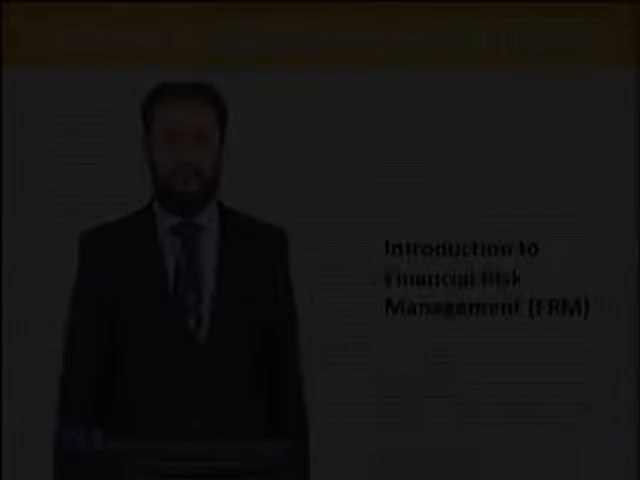 Introduction to
Financial Risk
Management (FRM)